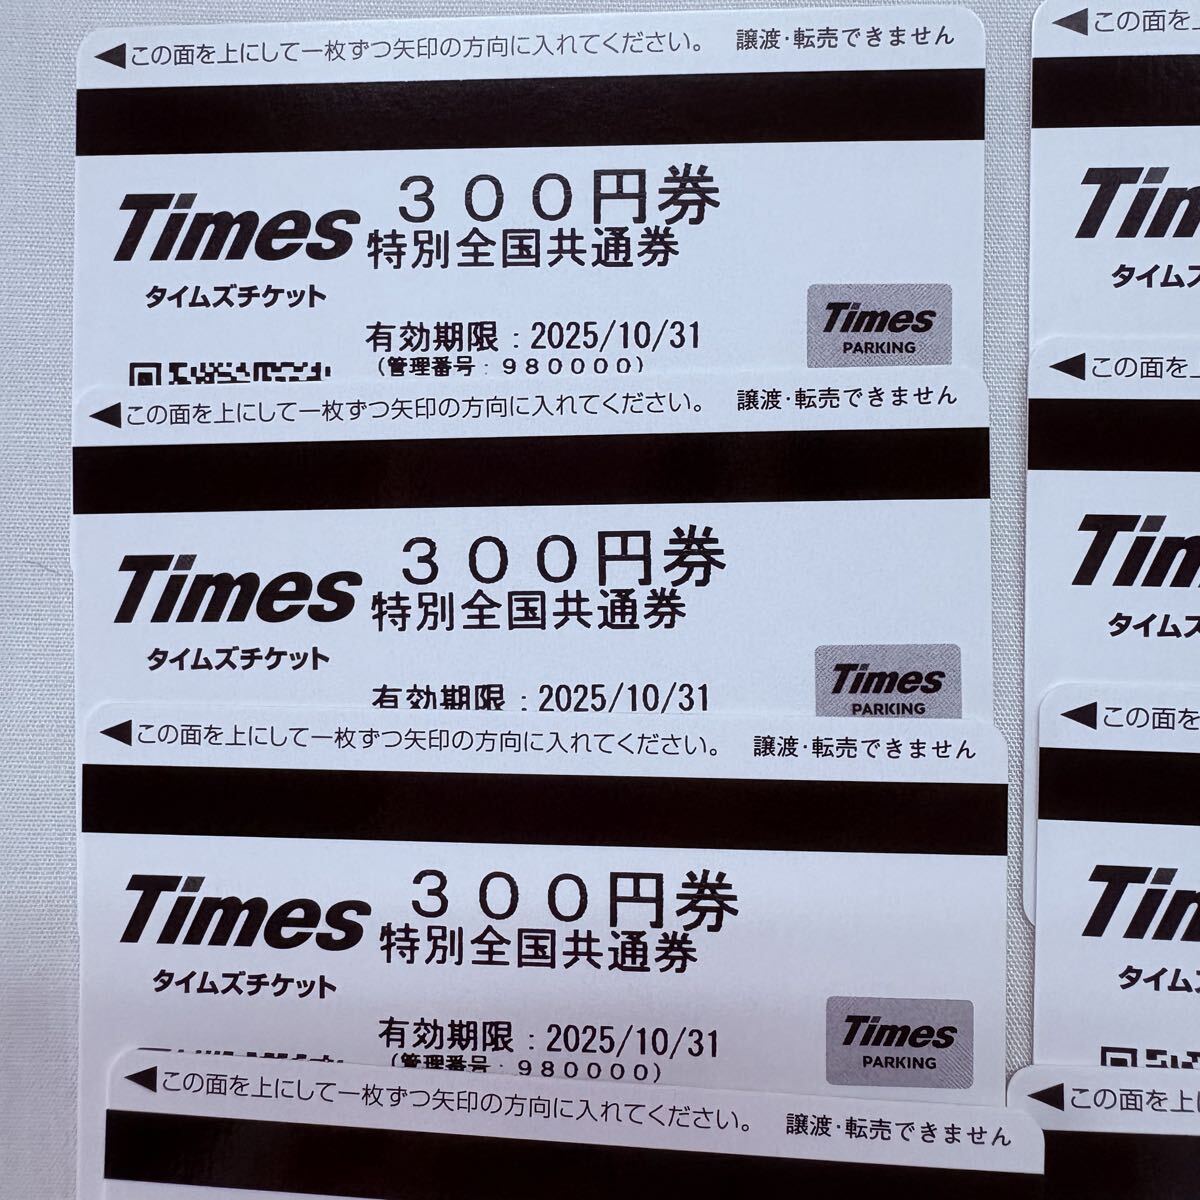 この面を上にして一枚ずつ矢印の方向に入れてください。 譲渡・転売できません
Times
300円券
特別全国共通券
タイムズチケット
有効期限：2025/10/31
(管理番号：980000)
Times
PARKING
この面を上にして一枚ずつ矢印の方向に入れてください。 譲渡・転売できません
Times
300円券
特別全国共通券
タイムズチケット
有効期限：2025/10/31
Times
PARKING
この面を上にして一枚ずつ矢印の方向に入れてください。 譲渡・転売できません
Times
300円券
特別全国共通券
タイムズチケット
有効期限：2025/10/31
(管理番号：980000)
Times
PARKING
この面を上にして一枚ずつ矢印の方向に入れてください。 譲渡・転売できません
この面を
Tim
タイム
この面を
Tim
タイム
この面を
Tim
タイム
この面を上